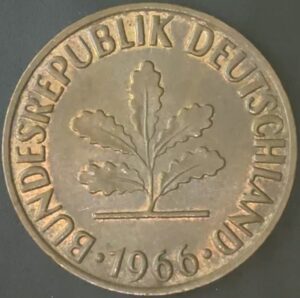 BUNDESREPUBLIK DEUTSCHLAND
· 1966 ·